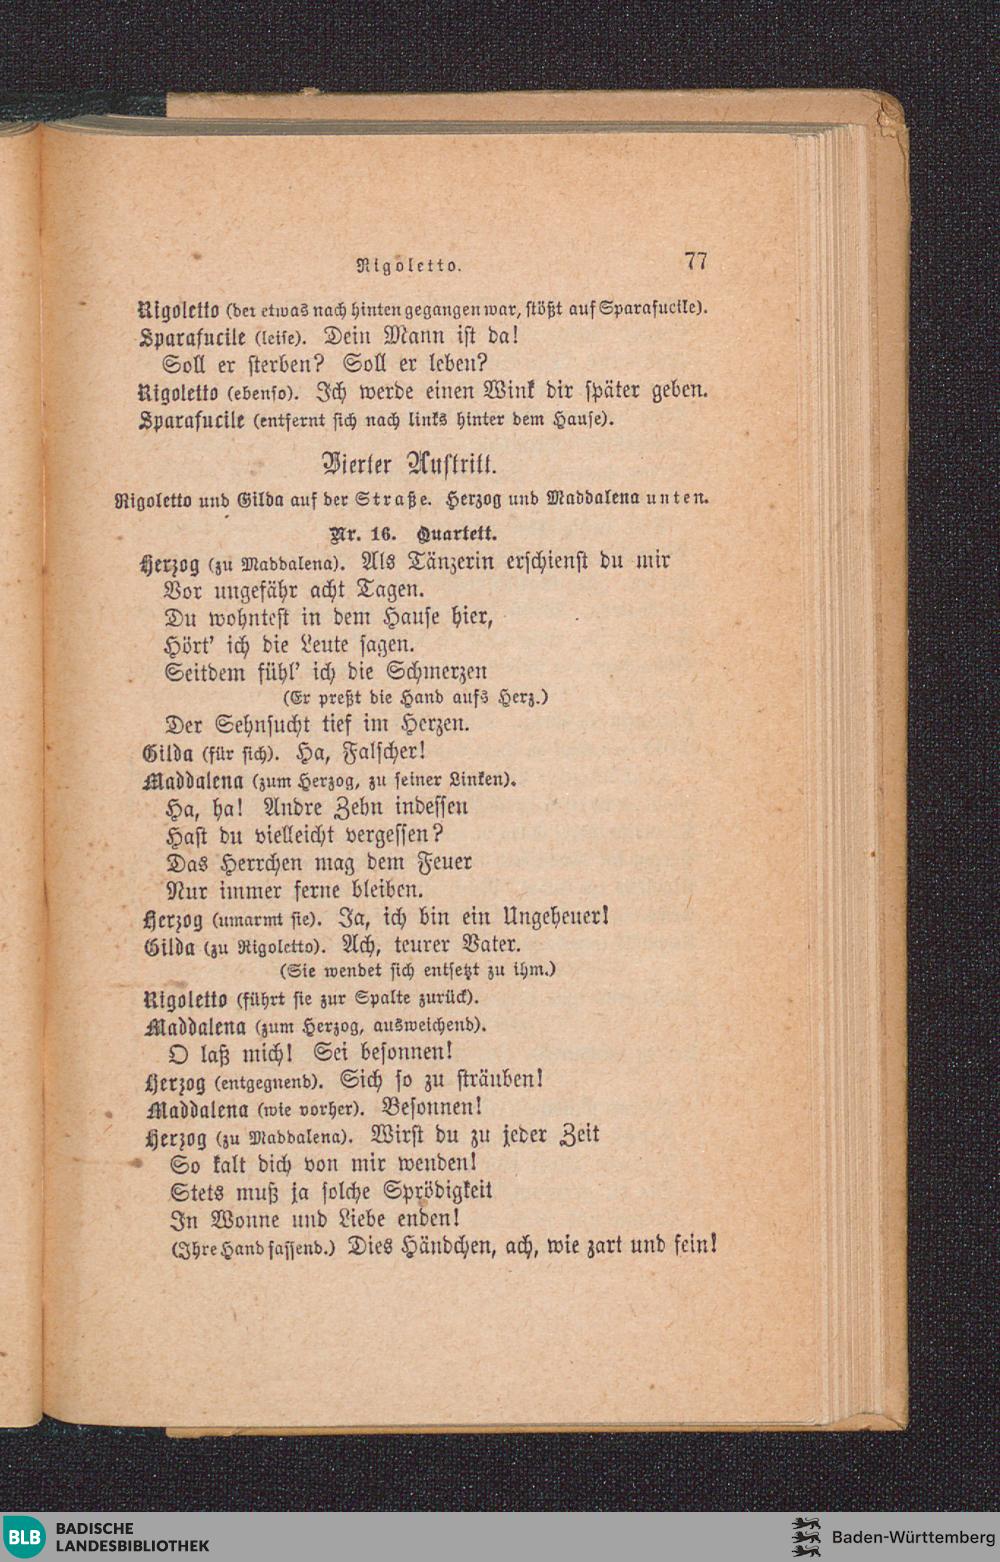 Rigoletto.
77
Rigoletto (der etwas nach hinten gegangen war, stößt auf Sparafucile).
Sparafucile (leise). Dein Mann ist da!
Soll er sterben? Soll er leben?
Rigoletto (ebenso). Ich werde einen Wink dir später geben.
Sparafucile (entfernt sich nach links hinter dem Hause).
Vierter Auftritt.
Rigoletto und Gilda auf der Straße. Herzog und Maddalena unten.
Nr. 16. Quartett.
Herzog (zu Maddalena). Als Tänzerin erschienst du mir
Vor ungefähr acht Tagen.
Du wohntest in dem Hause hier,
Hört' ich die Leute sagen.
Seitdem fühl' ich die Schmerzen
(Er preßt die Hand aufs Herz.)
Der Sehnsucht tief im Herzen.
Gilda (für sich). Ha, Falscher!
Maddalena (zum Herzog, zu seiner Linken).
Ha, ha! Andre Zehn indessen
Hast du vielleicht vergessen?
Das Herrchen mag dem Feuer
Nur immer ferne bleiben.
Herzog (umarmt sie). Ja, ich bin ein Ungeheuer!
Gilda (zu Rigoletto). Ach, teurer Vater.
(Sie wendet sich entsetzt zu ihm.)
Rigoletto (führt sie zur Spalte zurück).
Maddalena (zum Herzog, ausweichend).
O laß mich! Sei besonnen!
Herzog (entgegnend). Sich so zu sträuben!
Maddalena (wie vorher). Besonnen!
Herzog (zu Maddalena). Wirst du zu jeder Zeit
So kalt dich von mir wenden!
Stets muß ja solche Sprödigkeit
In Wonne und Liebe enden!
(Ihre Hand fassend.) Dies Händchen, ach, wie zart und fein!
BLB
BADISCHE
LANDESBIBLIOTHEK
Baden-Württemberg